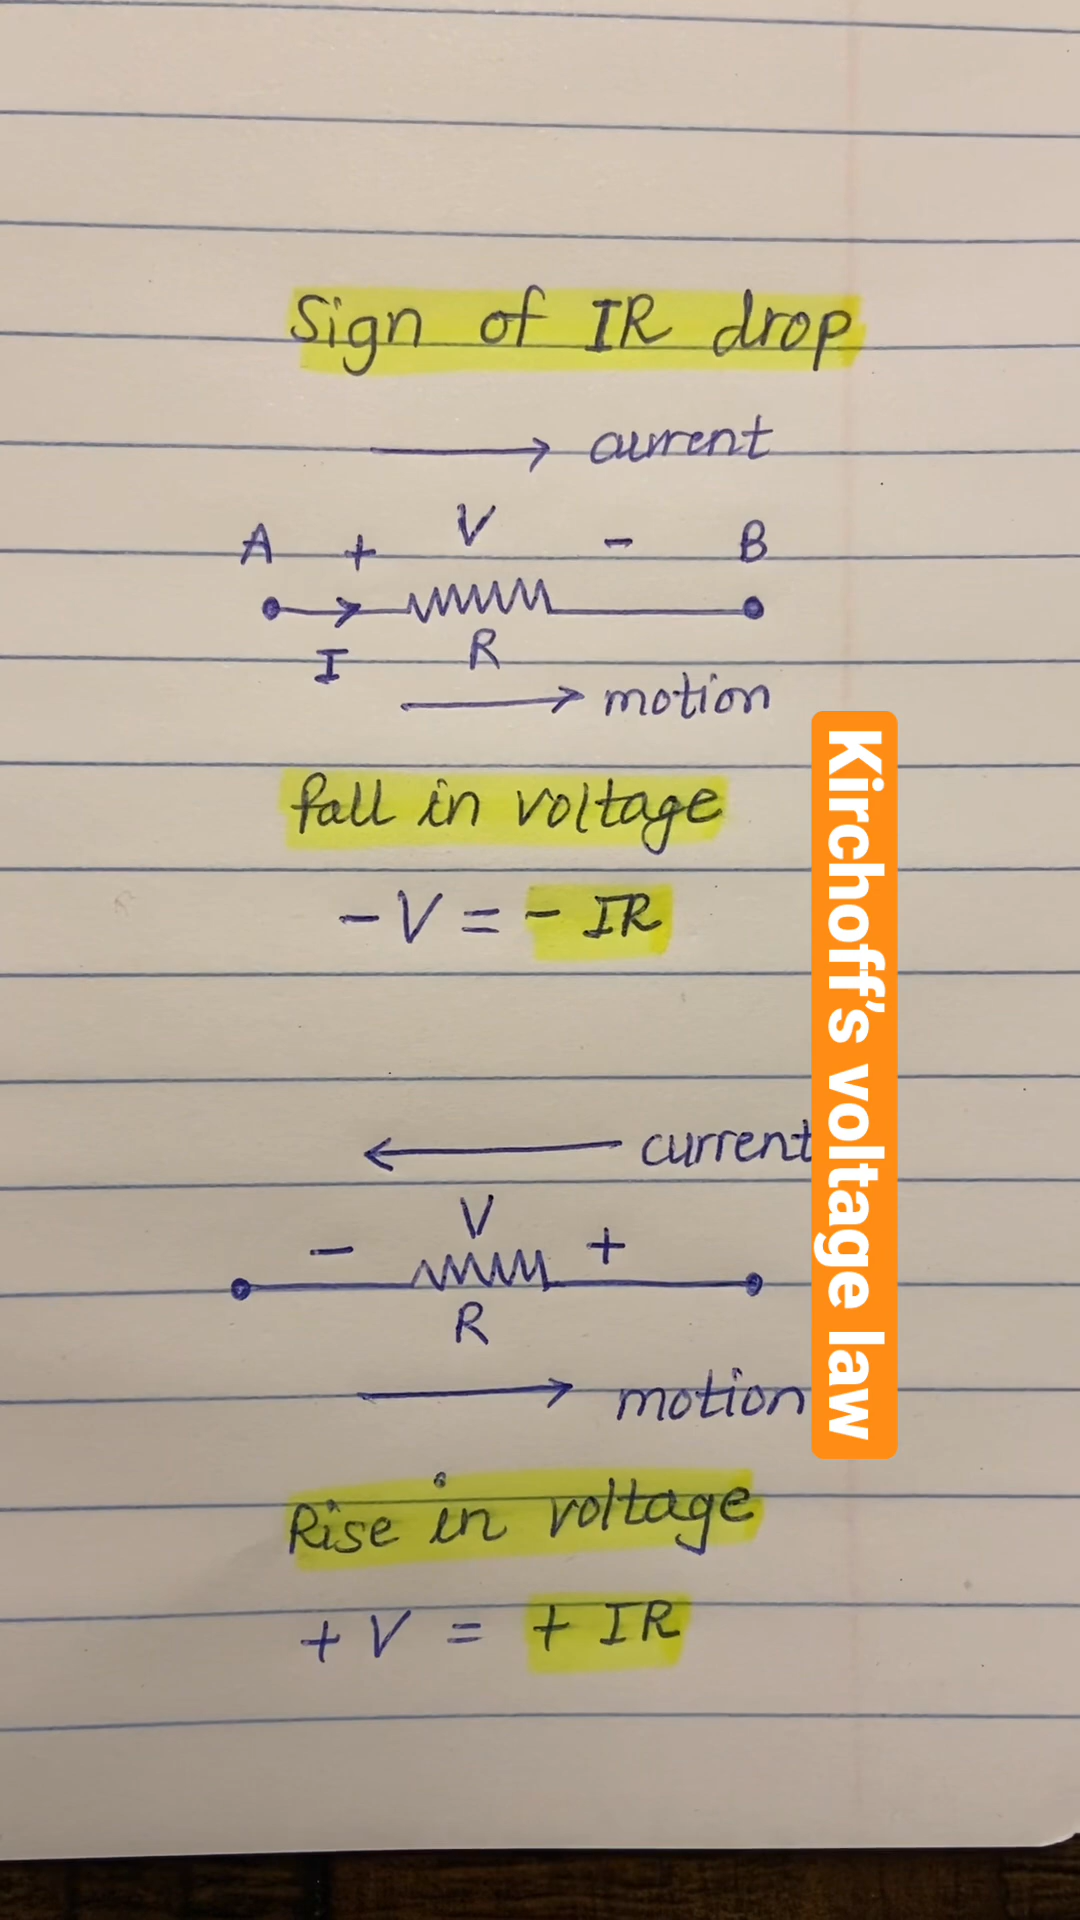 Sign of IR drop
→ current
A + V - B
I R
→ motion
fall in voltage
- V = - IR
← current
V
- +
R
→ motion
Rise in voltage
+ V = + IR
Kirchoff's voltage law